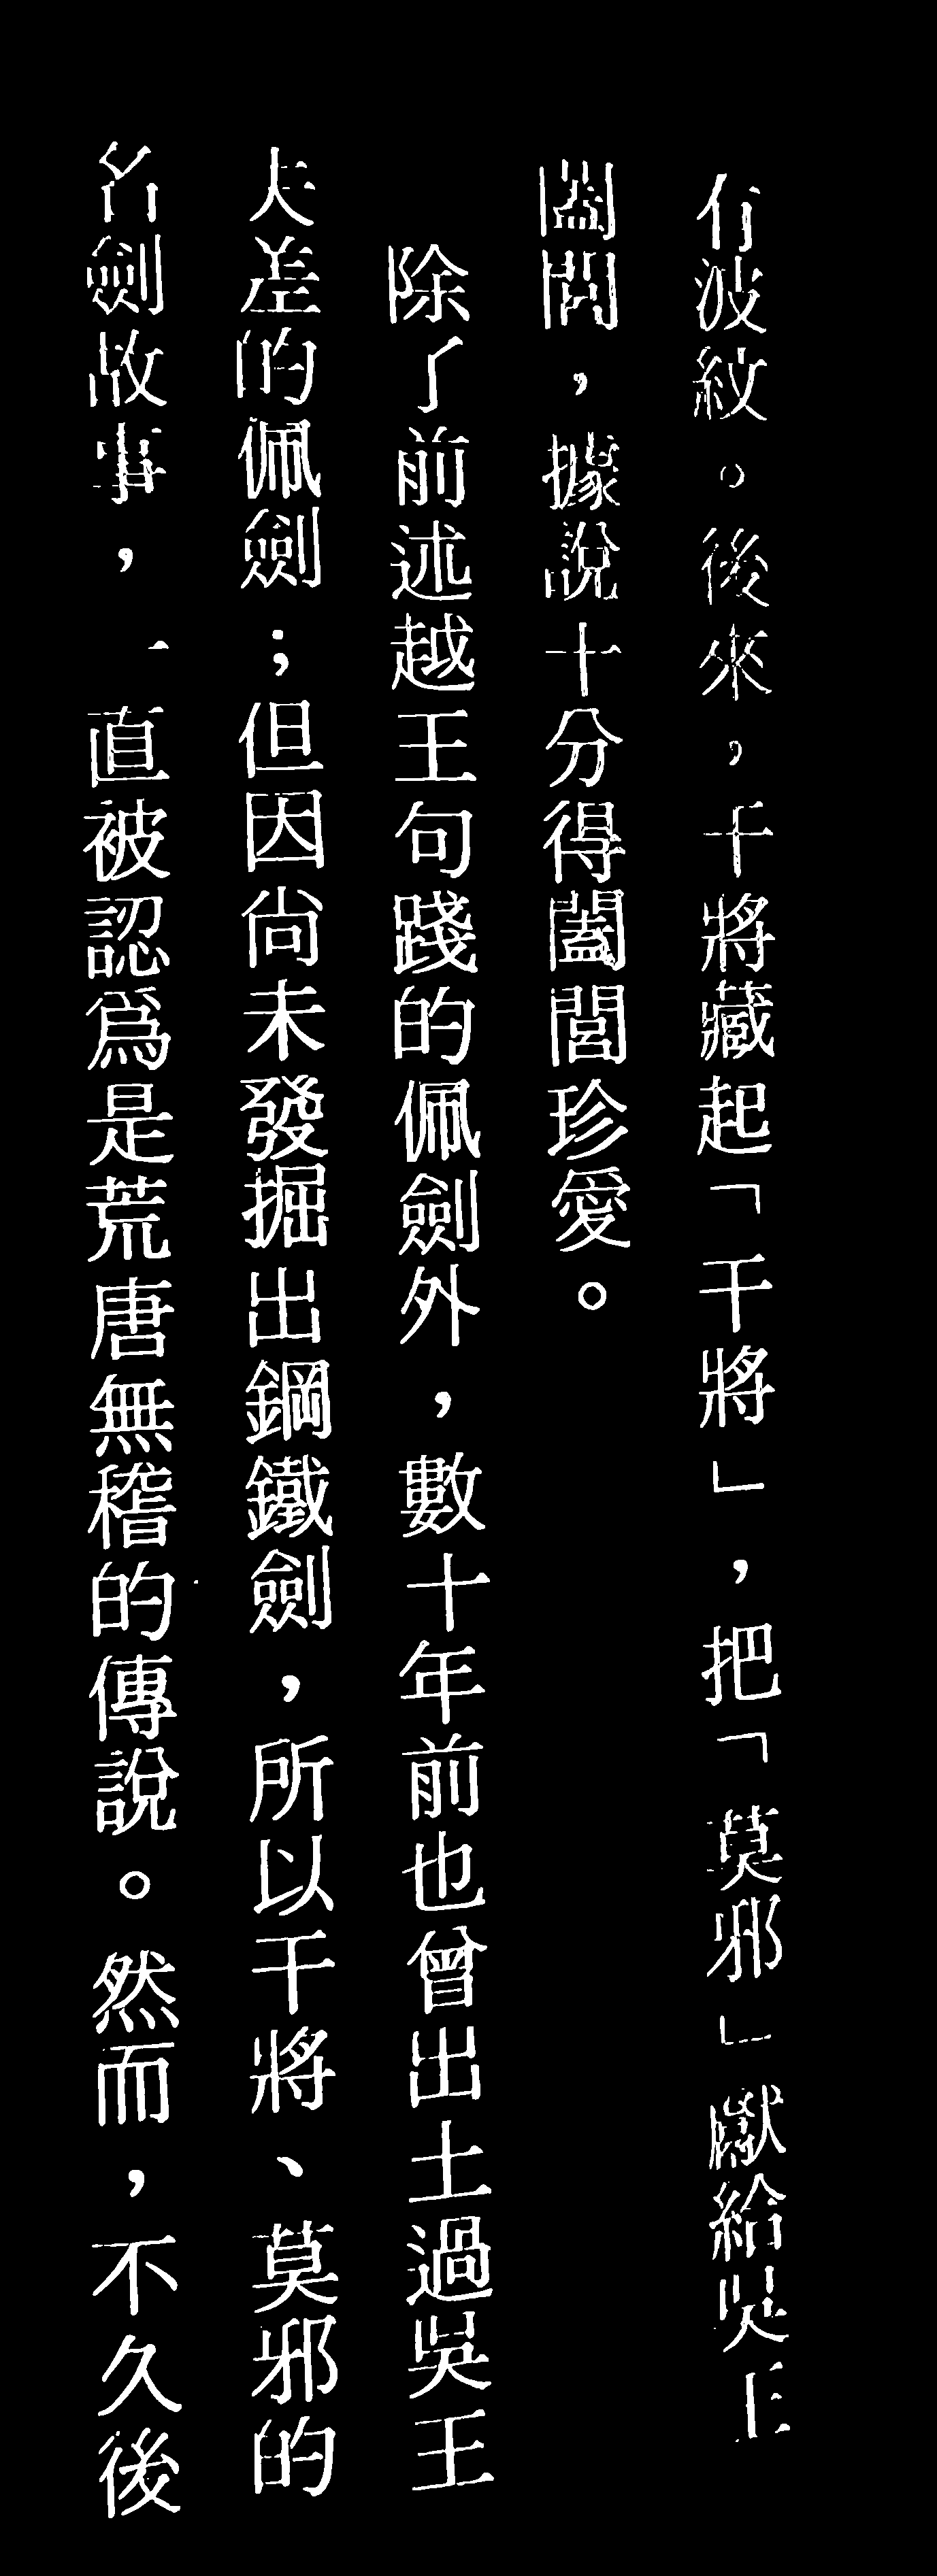 有波紋。後來，干將藏起「干將」，把「莫邪」獻給吳王
闔閭，據說十分得闔閭珍愛。
除了前述越王句踐的佩劍外，數十年前也曾出土過吳王
夫差的佩劍；但因尚未發掘出鋼鐵劍，所以干將、莫邪的
名劍故事，一直被認爲是荒唐無稽的傳說。然而，不久後